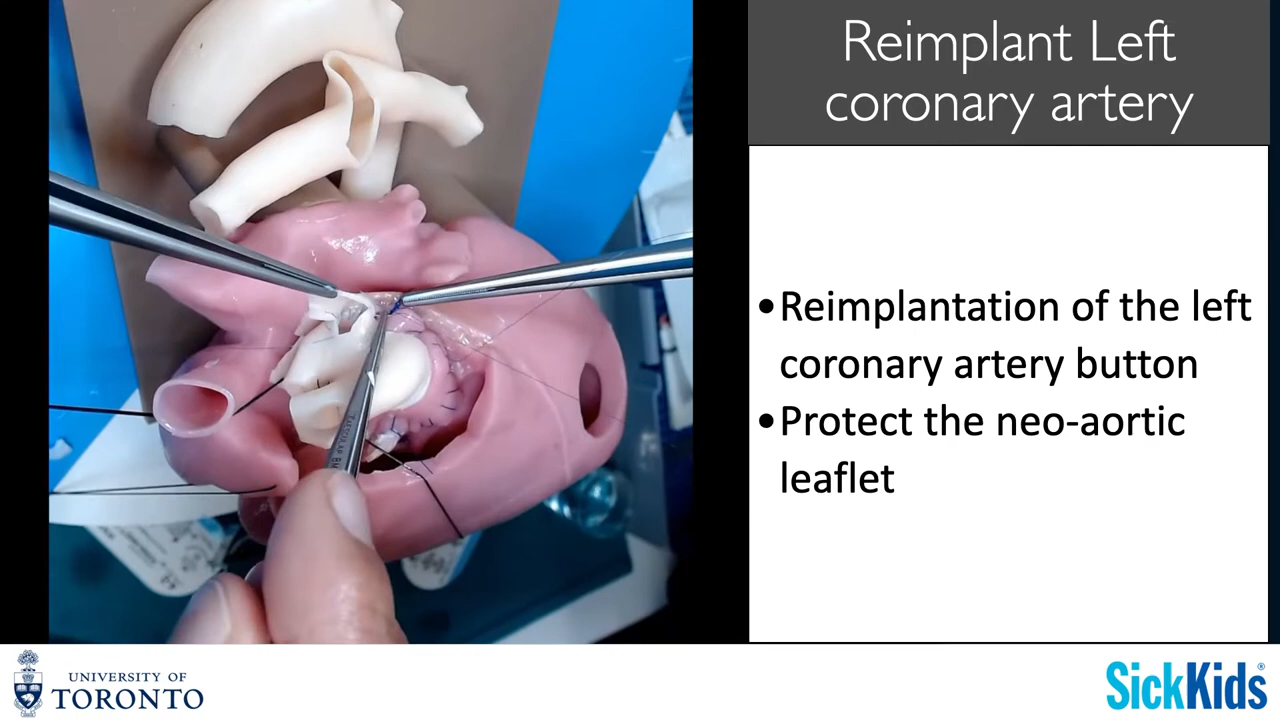 Reimplant Left
coronary artery
•Reimplantation of the left
coronary artery button
•Protect the neo-aortic
leaflet
UNIVERSITY OF
TORONTO
SickKids®